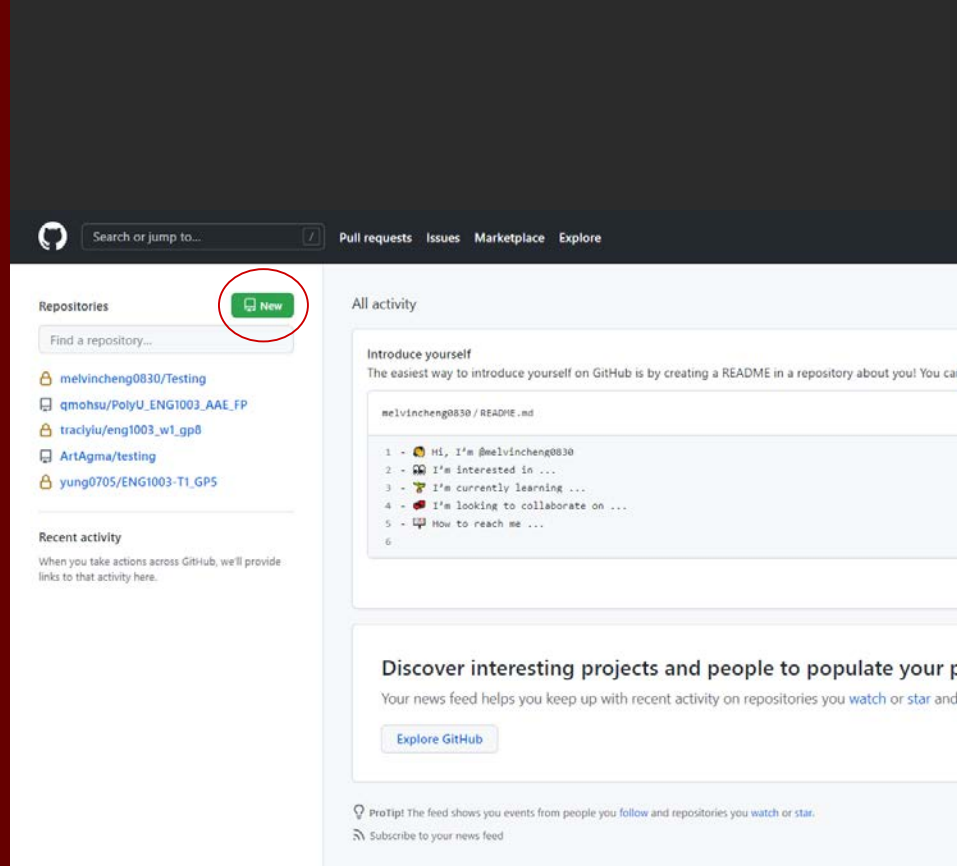 Search or jump to...
/
Pull requests Issues Marketplace Explore
Repositories
New
Find a repository...
melvincheng0830/Testing
qmohsu/PolyU_ENG1003_AAE_FP
traciyiu/eng1003_w1_gp8
ArtAgma/testing
yung0705/ENG1003-T1_GP5
Recent activity
When you take actions across GitHub, we'll provide
links to that activity here.
All activity
Introduce yourself
The easiest way to introduce yourself on GitHub is by creating a README in a repository about you! You can
melvincheng0830 / README.md
1 - 👋 Hi, I'm @melvincheng0830
2 - 👀 I'm interested in ...
3 - 🌱 I'm currently learning ...
4 - 💞️ I'm looking to collaborate on ...
5 - 📫 How to reach me ...
6
Discover interesting projects and people to populate your p
Your news feed helps you keep up with recent activity on repositories you watch or star and
Explore GitHub
ProTip! The feed shows you events from people you follow and repositories you watch or star.
Subscribe to your news feed